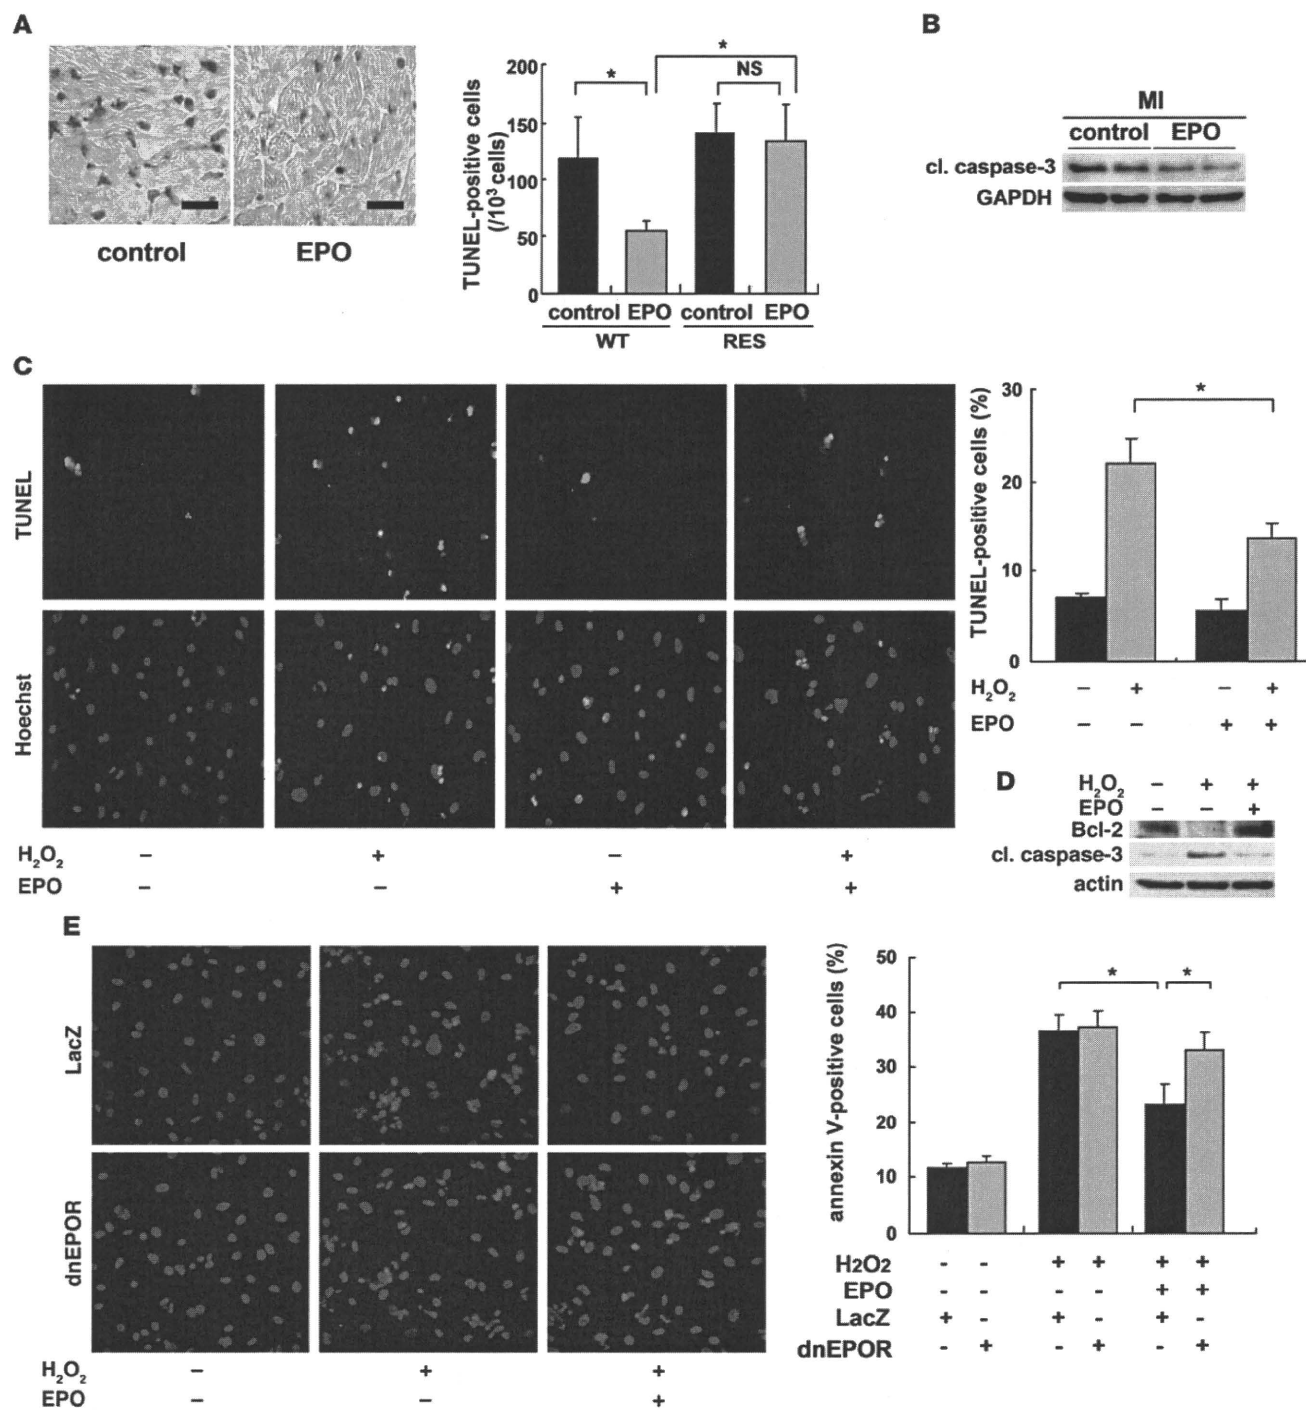 A
control
EPO
TUNEL-positive cells
(/10³ cells)
200
150
100
50
0
*
*
NS
control EPO control EPO
WT RES
B
MI
control EPO
cl. caspase-3
GAPDH
C
TUNEL
Hoechst
H₂O₂ – + – +
EPO – – + +
TUNEL-positive cells (%)
30
20
10
0
*
H₂O₂ – + – +
EPO – – + +
D
H₂O₂ – + +
EPO – – +
Bcl-2
cl. caspase-3
actin
E
LacZ
dnEPOR
H₂O₂ – + +
EPO – – +
annexin V-positive cells (%)
50
40
30
20
10
0
* *
H2O2 - - + + + +
EPO - - - - + +
LacZ + - + - + -
dnEPOR - + - + - +